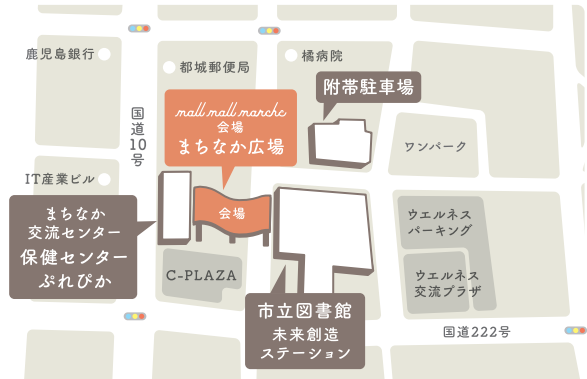 鹿児島銀行
都城郵便局
橘病院
附帯駐車場
国道10号
mall mall marche
会場
まちなか広場
ワンパーク
IT産業ビル
まちなか
交流センター
保健センター
ぷれぴか
会場
ウエルネス
パーキング
C-PLAZA
ウエルネス
交流プラザ
市立図書館
未来創造
ステーション
国道222号